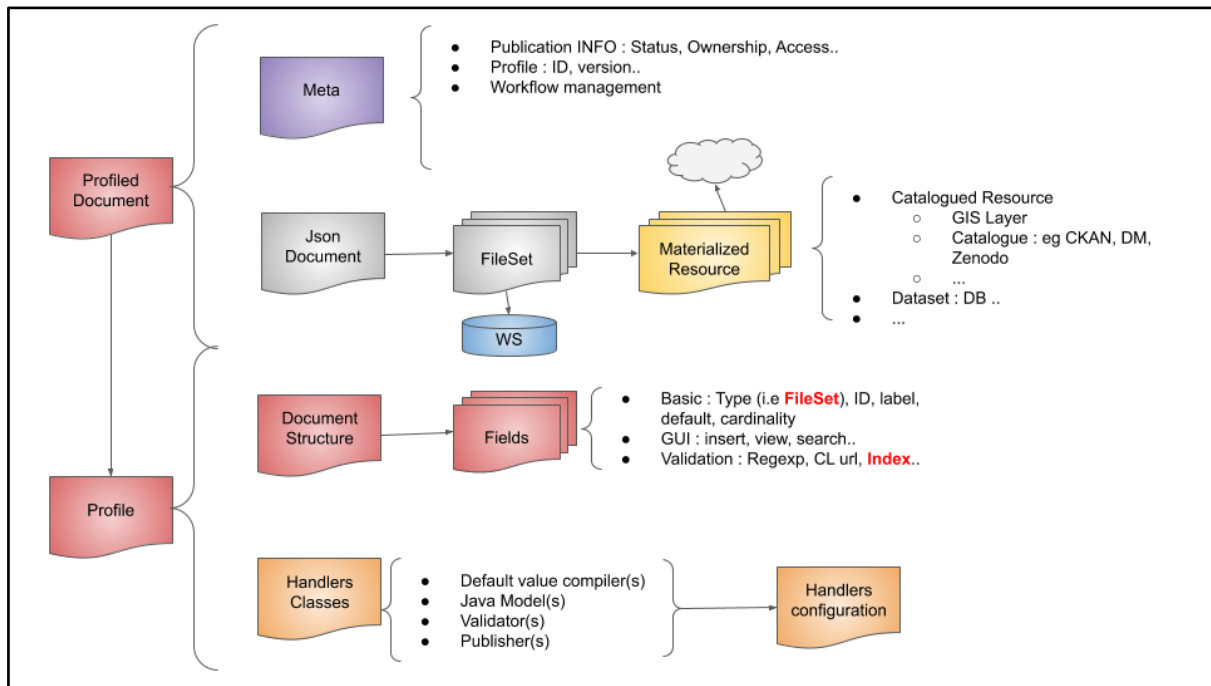 ● Publication INFO : Status, Ownership, Access..
● Profile : ID, version..
● Workflow management
Meta
Profiled
Document
Json
Document
FileSet
Materialized
Resource
● Catalogued Resource
○ GIS Layer
○ Catalogue : eg CKAN, DM,
Zenodo
○ ...
● Dataset : DB ..
● ...
WS
Document
Structure
Fields
● Basic : Type (i.e FileSet), ID, label,
default, cardinality
● GUI : insert, view, search..
● Validation : Regexp, CL url, Index..
Profile
Handlers
Classes
● Default value compiler(s)
● Java Model(s)
● Validator(s)
● Publisher(s)
Handlers
configuration